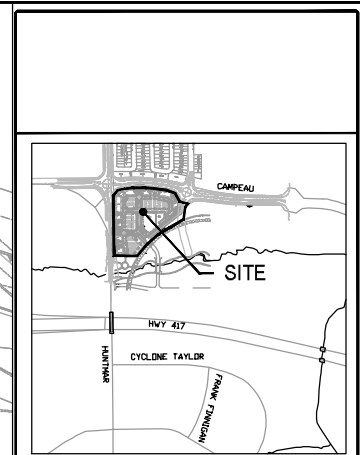 CAMPEAU
SITE
HWY 417
HUNTMAR
CYCLONE TAYLOR
FRANK FINNIGAN